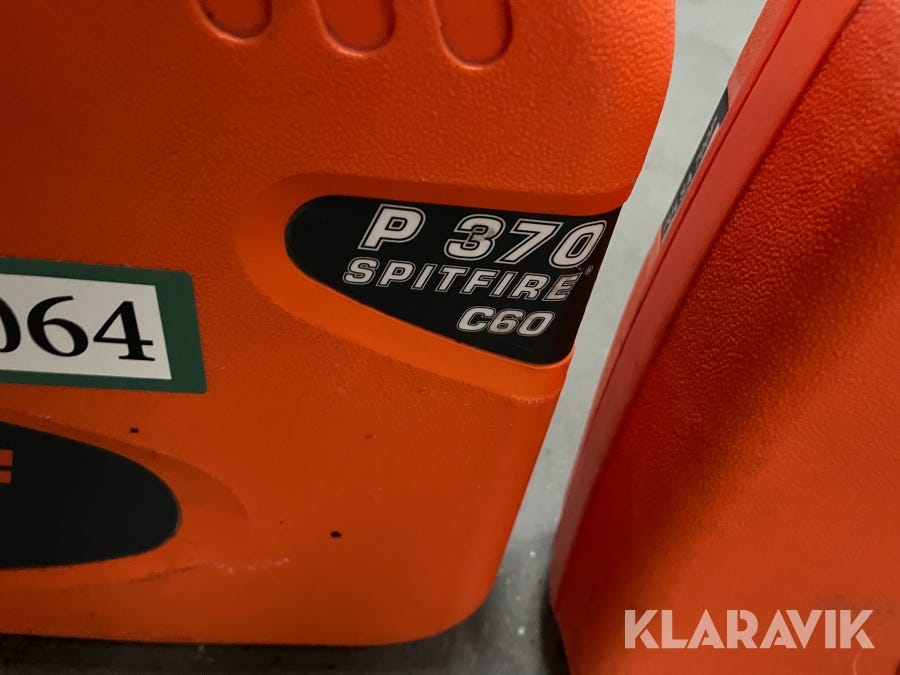 P 370
SPITFIRE®
C60
064
KLARAVIK